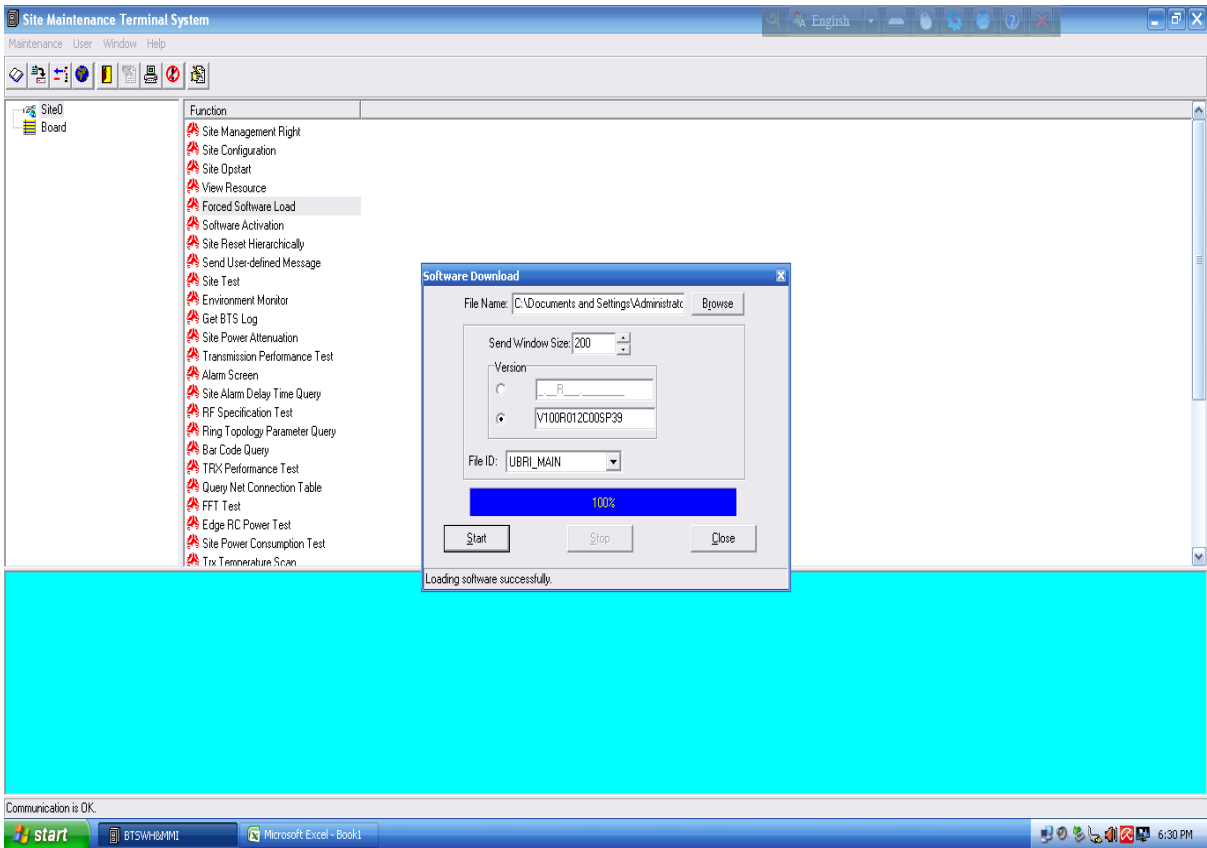 Site Maintenance Terminal System
English
Maintenance User Window Help
Site0
Board
Function
Site Management Right
Site Configuration
Site Opstart
View Resource
Forced Software Load
Software Activation
Site Reset Hierarchically
Send User-defined Message
Site Test
Environment Monitor
Get BTS Log
Site Power Attenuation
Transmission Performance Test
Alarm Screen
Site Alarm Delay Time Query
RF Specification Test
Ring Topology Parameter Query
Bar Code Query
TRX Performance Test
Query Net Connection Table
FFT Test
Edge RC Power Test
Site Power Consumption Test
Trx Temperature Scan
Software Download
File Name: C:\Documents and Settings\Administratc Browse
Send Window Size: 200
Version
_.__R___.______
V100R012C00SP39
File ID: UBRI_MAIN
100%
Start Stop Close
Loading software successfully.
Communication is OK.
start BTSWH&MMI Microsoft Excel - Book1 6:30 PM